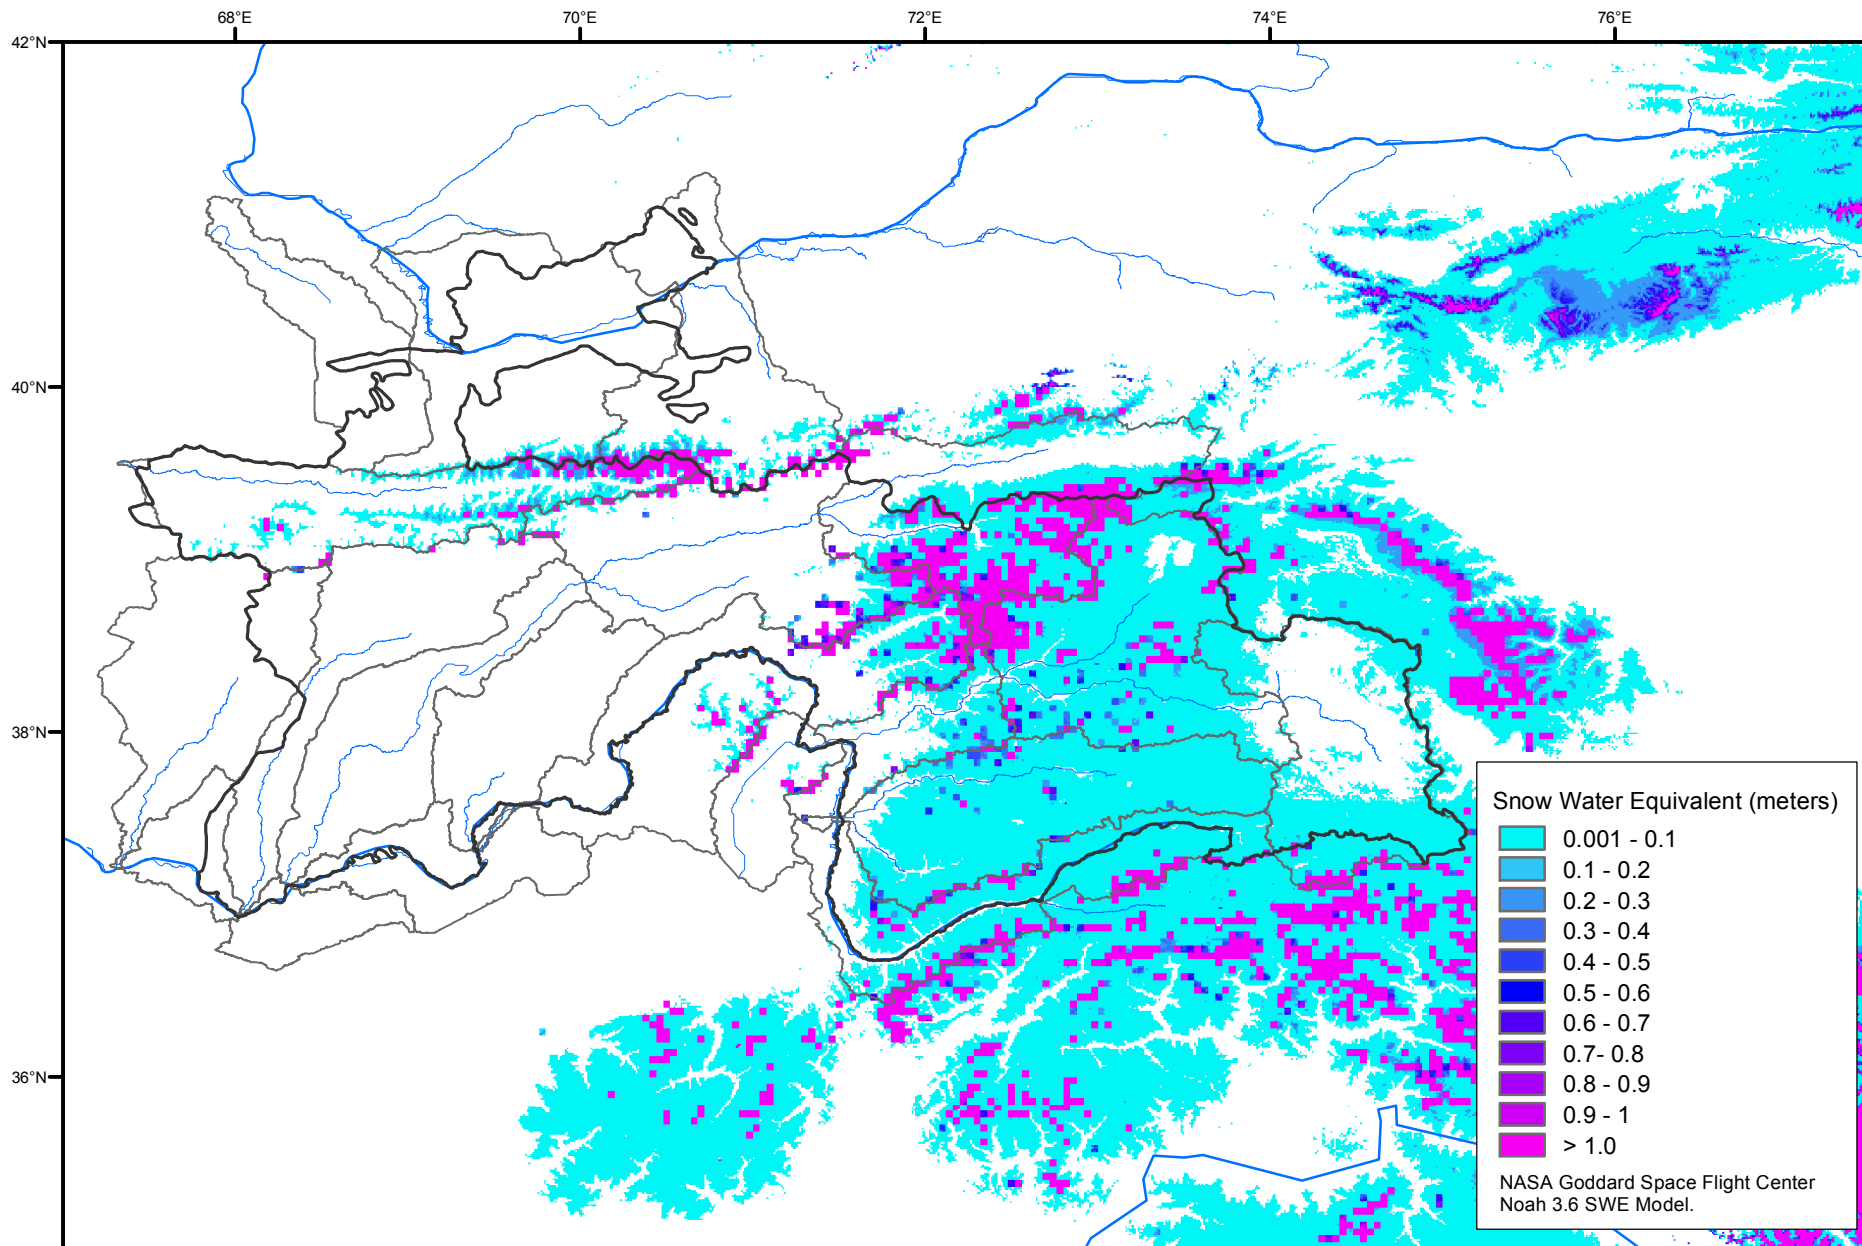 68°E
70°E
72°E
74°E
76°E
42°N
40°N
38°N
36°N
Snow Water Equivalent (meters)
0.001 - 0.1
0.1 - 0.2
0.2 - 0.3
0.3 - 0.4
0.4 - 0.5
0.5 - 0.6
0.6 - 0.7
0.7- 0.8
0.8 - 0.9
0.9 - 1
> 1.0
NASA Goddard Space Flight Center
Noah 3.6 SWE Model.